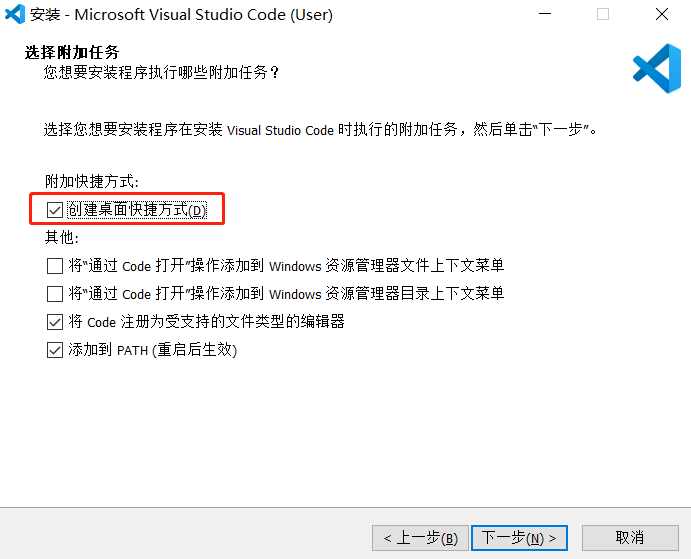 安装 - Microsoft Visual Studio Code (User)
选择附加任务
您想要安装程序执行哪些附加任务？
选择您想要安装程序在安装 Visual Studio Code 时执行的附加任务，然后单击“下一步”。
附加快捷方式:
创建桌面快捷方式(D)
其他:
将“通过 Code 打开”操作添加到 Windows 资源管理器文件上下文菜单
将“通过 Code 打开”操作添加到 Windows 资源管理器目录上下文菜单
将 Code 注册为受支持的文件类型的编辑器
添加到 PATH (重启后生效)
< 上一步(B) 下一步(N) > 取消